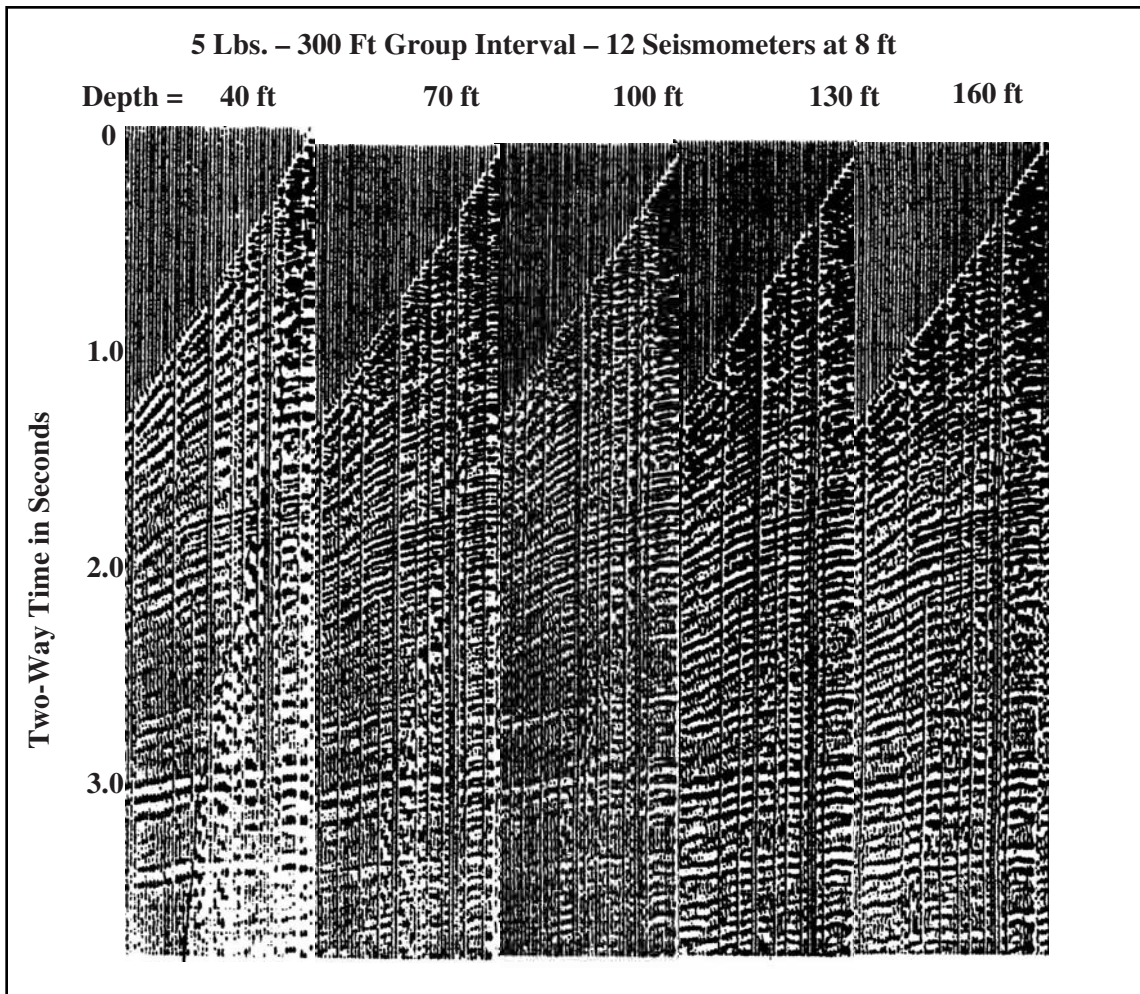 5 Lbs. – 300 Ft Group Interval – 12 Seismometers at 8 ft
Depth = 40 ft 70 ft 100 ft 130 ft 160 ft
0
1.0
2.0
3.0
Two-Way Time in Seconds